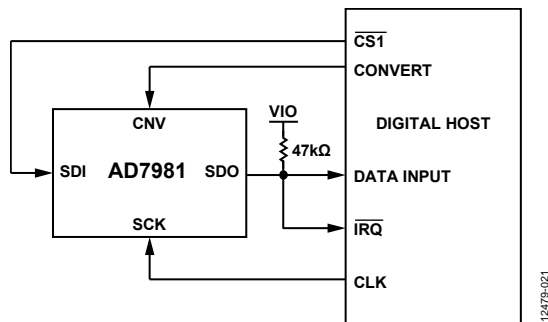 CS1
CONVERT
VIO
CNV
DIGITAL HOST
47kΩ
SDI
AD7981
SDO
DATA INPUT
SCK
IRQ
CLK
12479-021